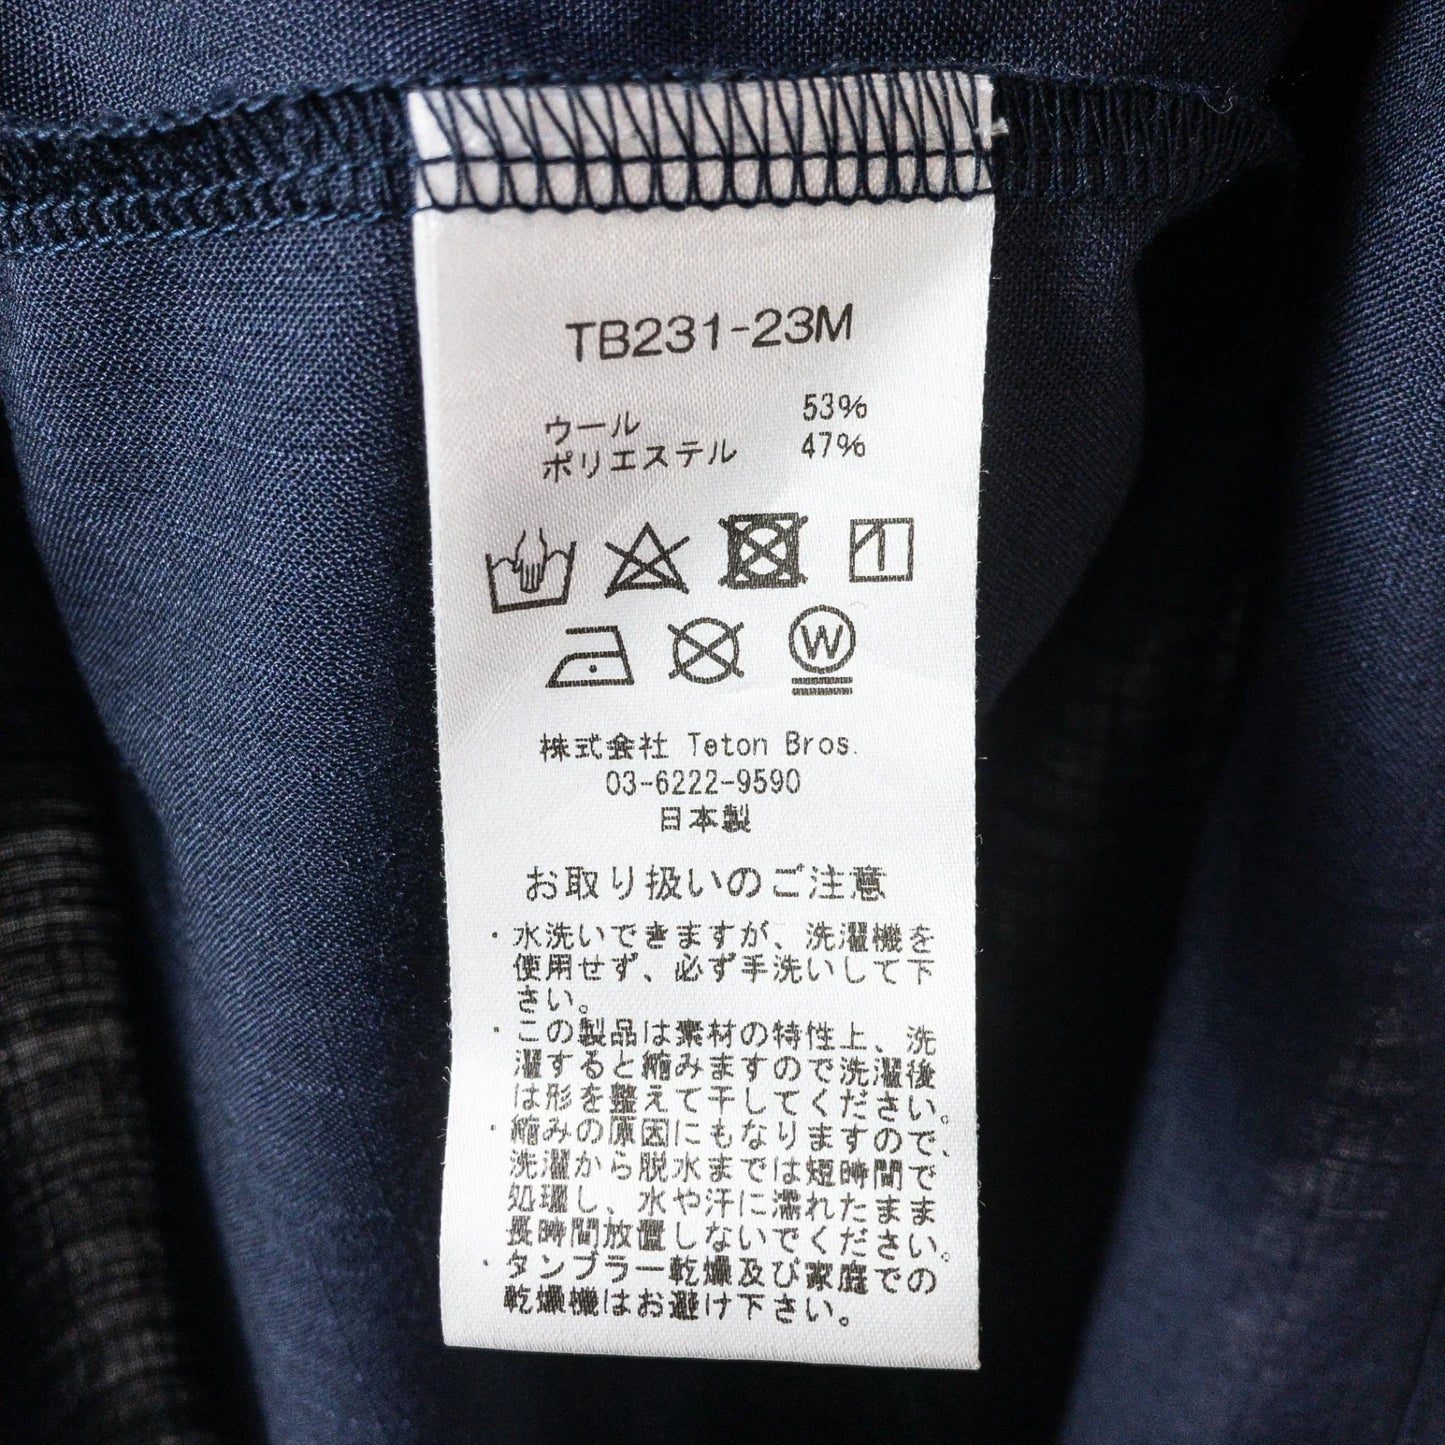 TB231-23M
ウール 53%
ポリエステル 47%
W
株式会社 Teton Bros.
03-6222-9590
日本製
お取り扱いのご注意
・水洗いできますが、洗濯機を
使用せず、必ず手洗いして下
さい。
・この製品は素材の特性上、洗
濯すると縮みますので洗濯後
は形を整えて干してください。
・縮みの原因にもなりますので、
洗濯から脱水までは短時間で
処理し、水や汗に濡れたまま
長時間放置しないでください。
・タンブラー乾燥及び家庭での
乾燥機はお避け下さい。